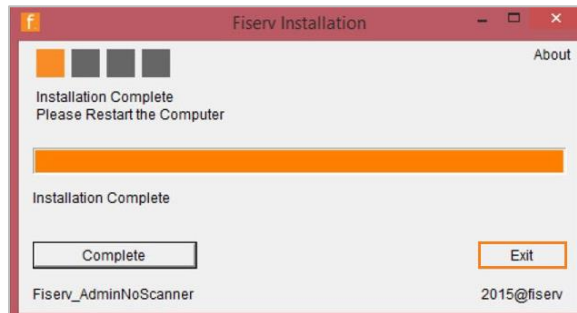 f.
Fiserv Installation
About
Installation Complete
Please Restart the Computer
Installation Complete
Complete
Exit
Fiserv_AdminNoScanner
2015@fiserv